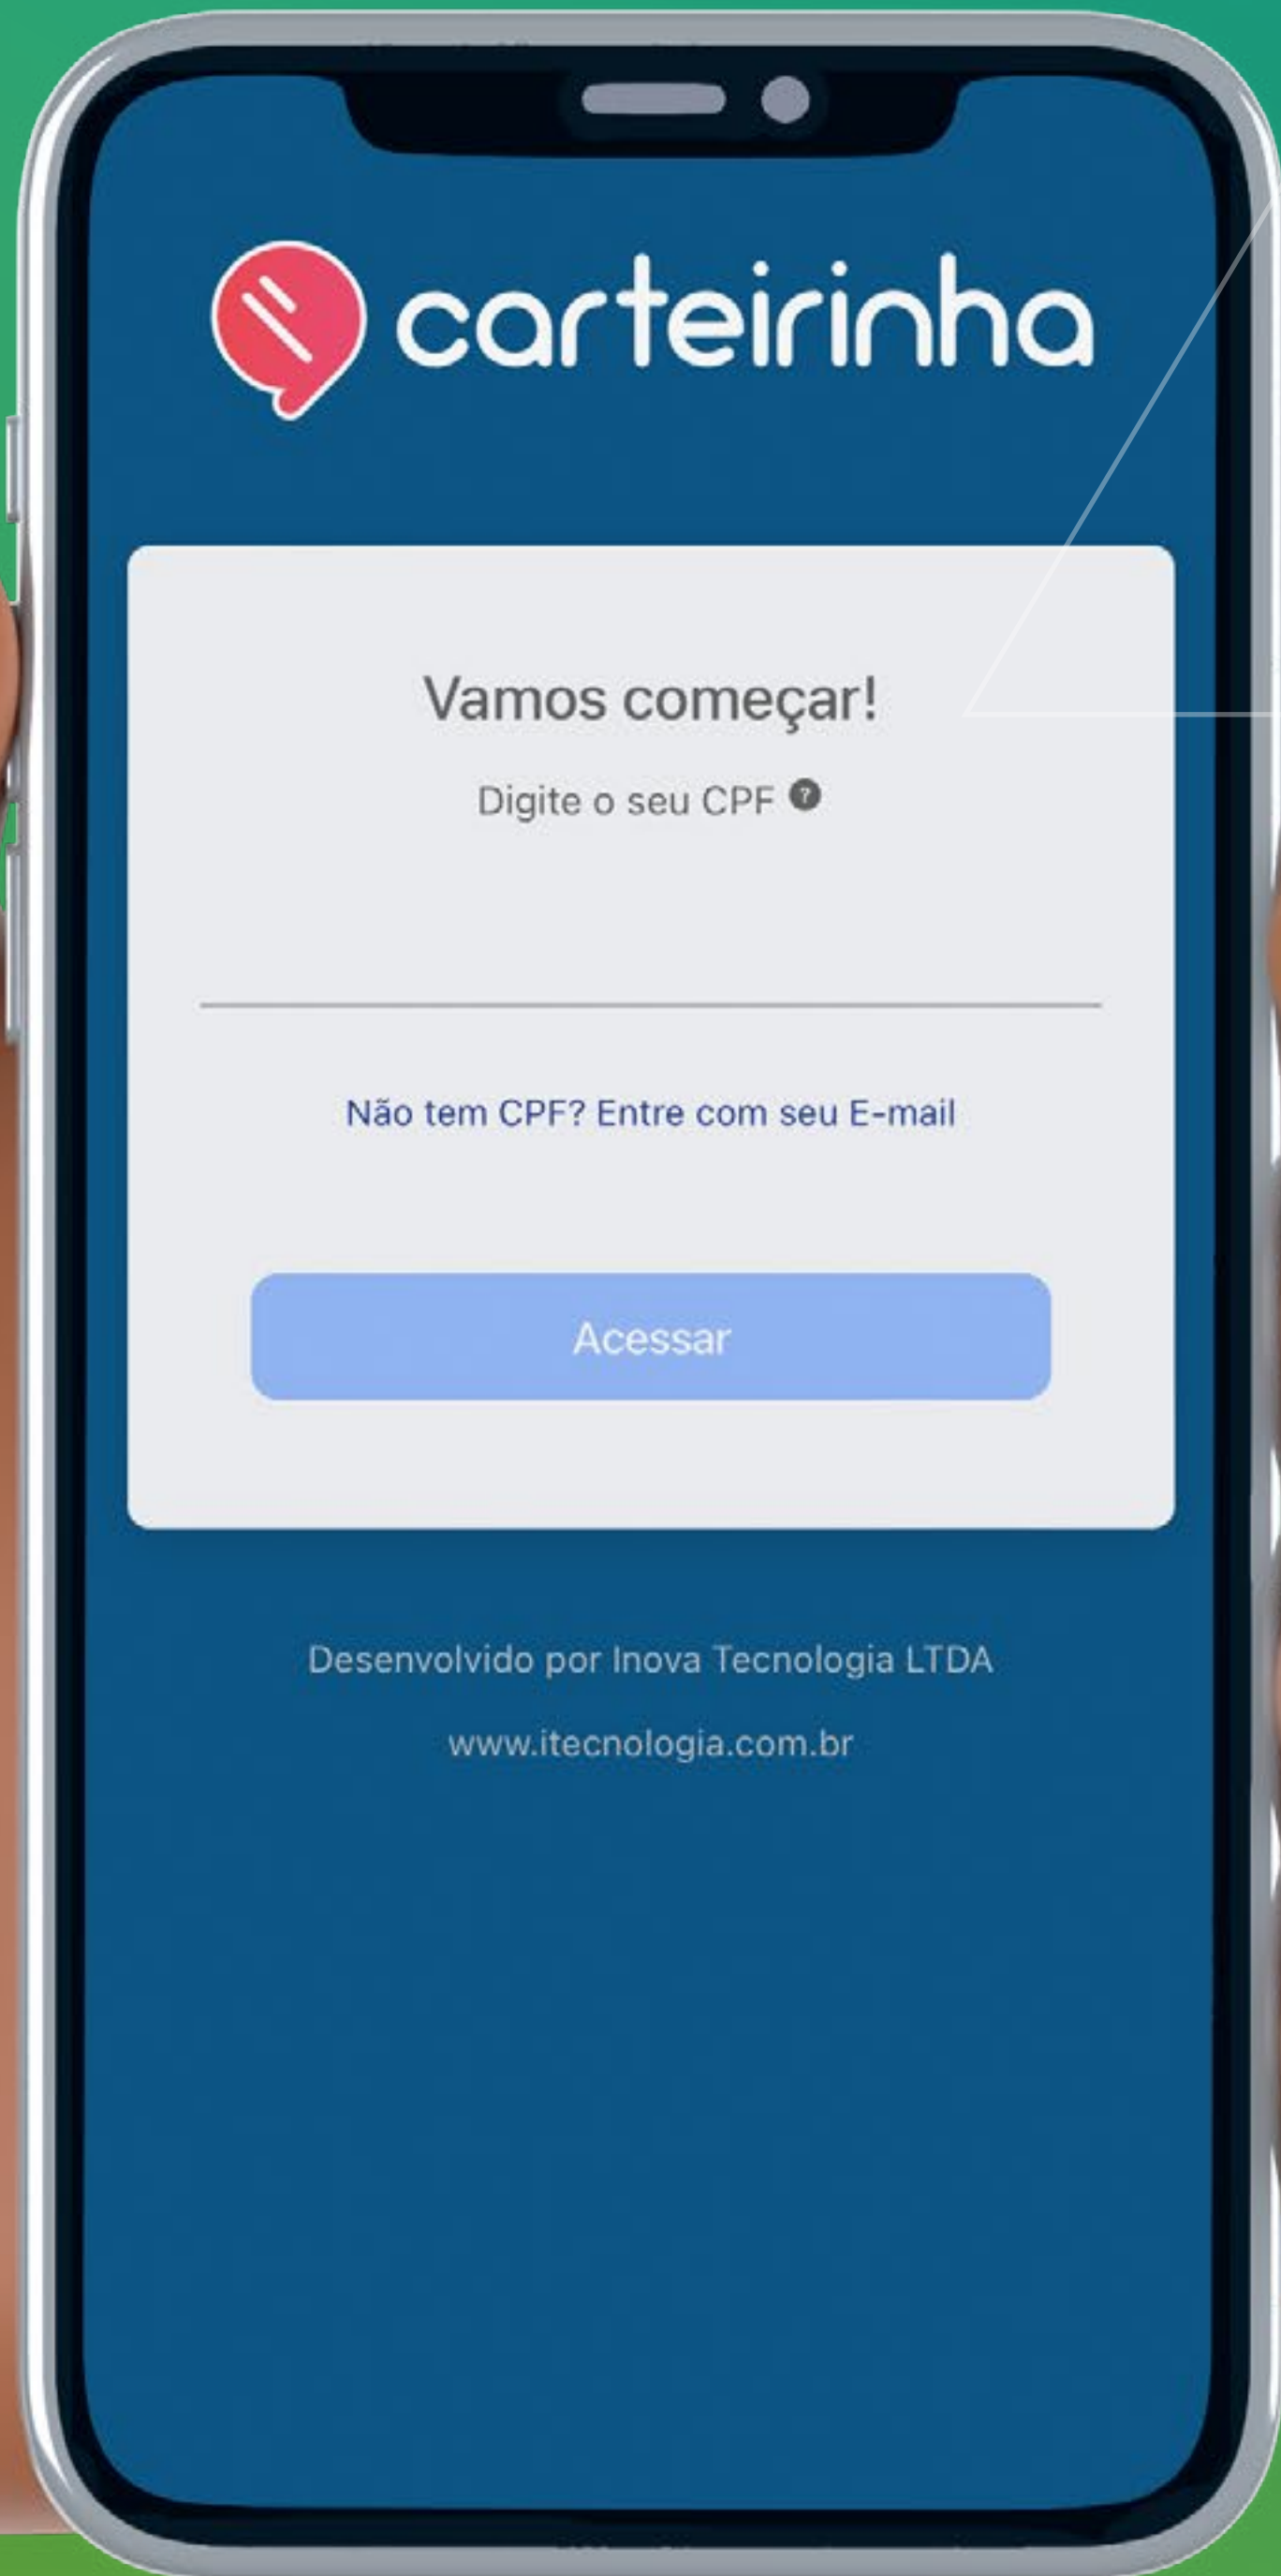 carteirinha
Vamos começar!
Digite o seu CPF ?
Não tem CPF? Entre com seu E-mail
Acessar
Desenvolvido por Inova Tecnologia LTDA
www.itecnologia.com.br